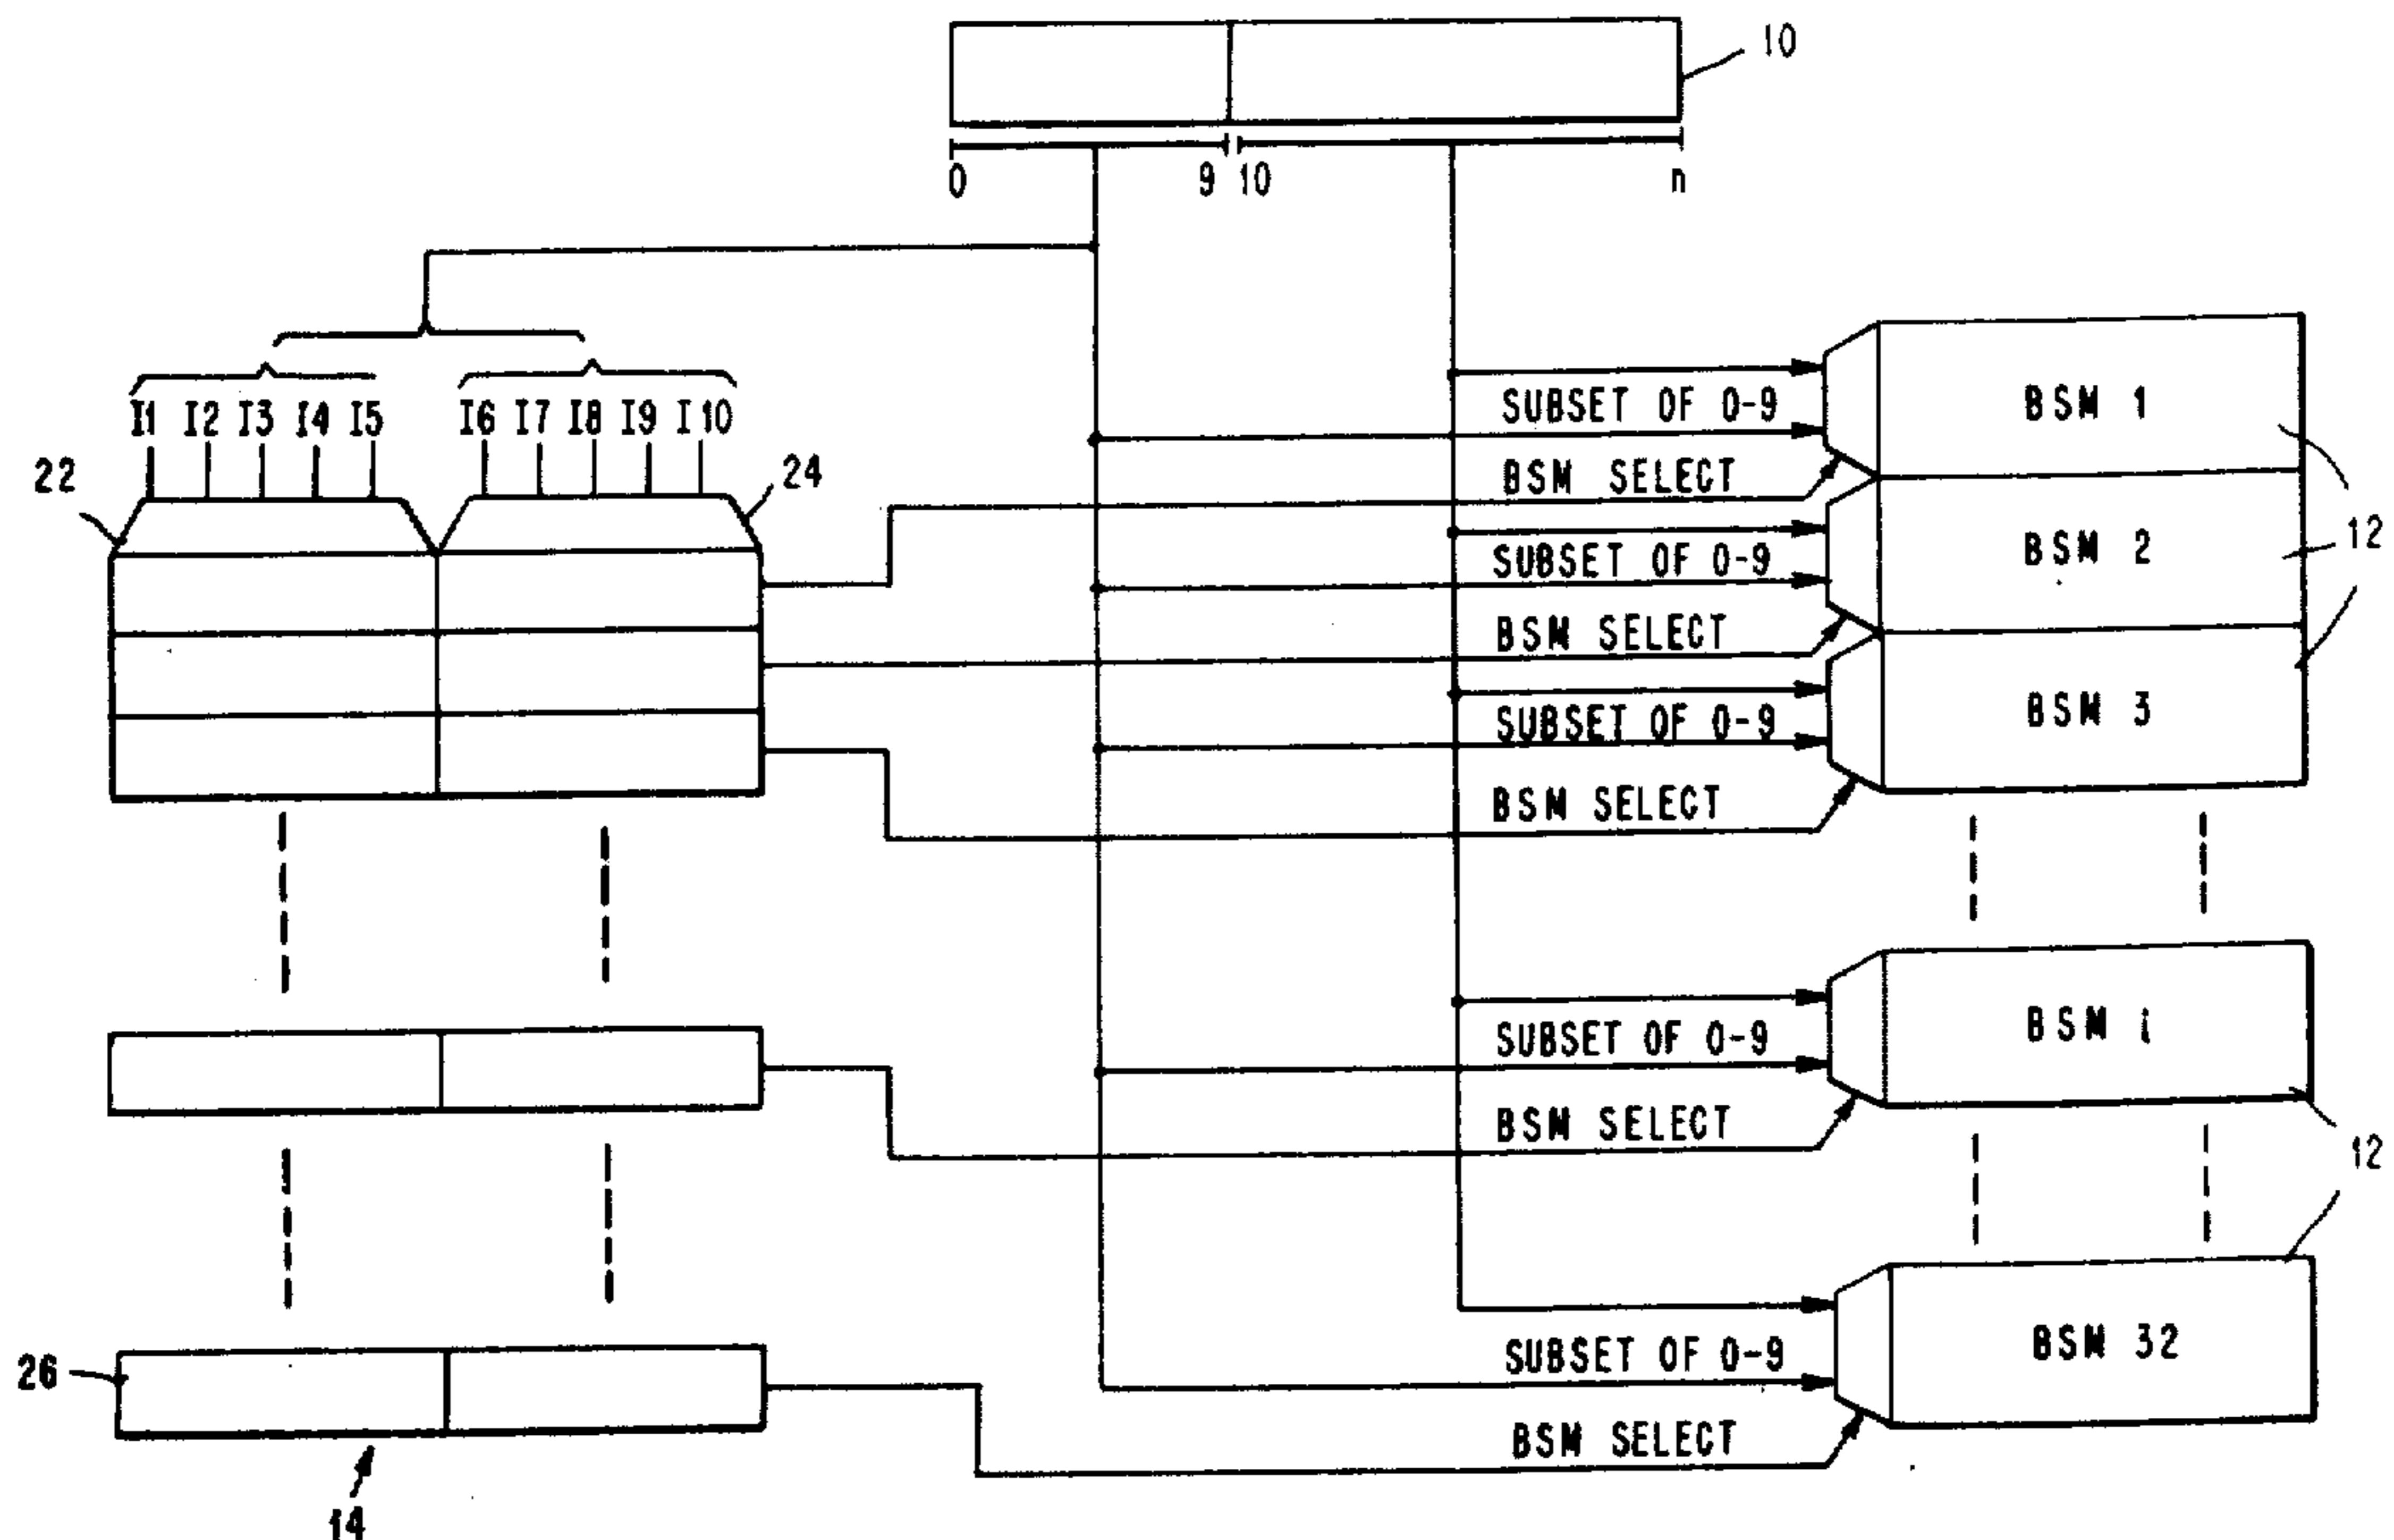 10
0 9 10 n
I1 I2 I3 I4 I5 I6 I7 I8 I9 I10
22
24
SUBSET OF 0-9
BSM SELECT
BSM 1
SUBSET OF 0-9
BSM SELECT
BSM 2
12
SUBSET OF 0-9
BSM SELECT
BSM 3
SUBSET OF 0-9
BSM SELECT
BSM i
12
26
SUBSET OF 0-9
BSM SELECT
BSM 32
14